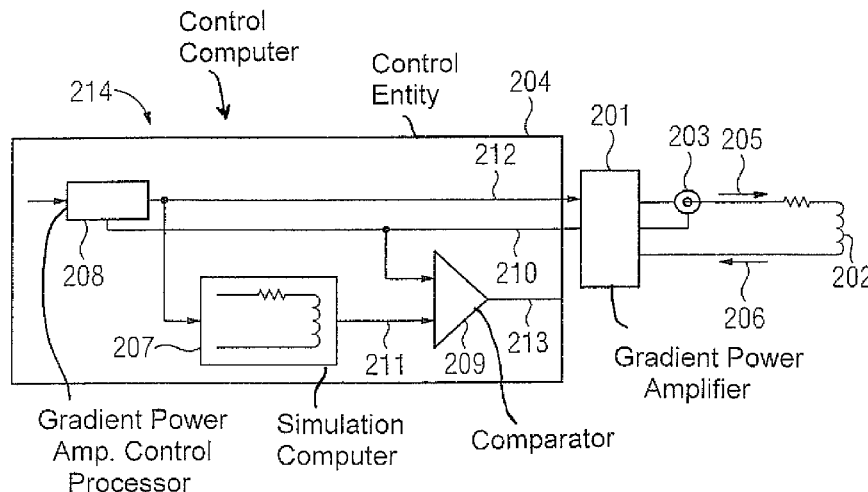 Control
Computer
214
Control
Entity
204
201
203
205
212
208
210
202
206
207
211
209
213
Gradient Power
Amplifier
Gradient Power
Amp. Control
Processor
Simulation
Computer
Comparator